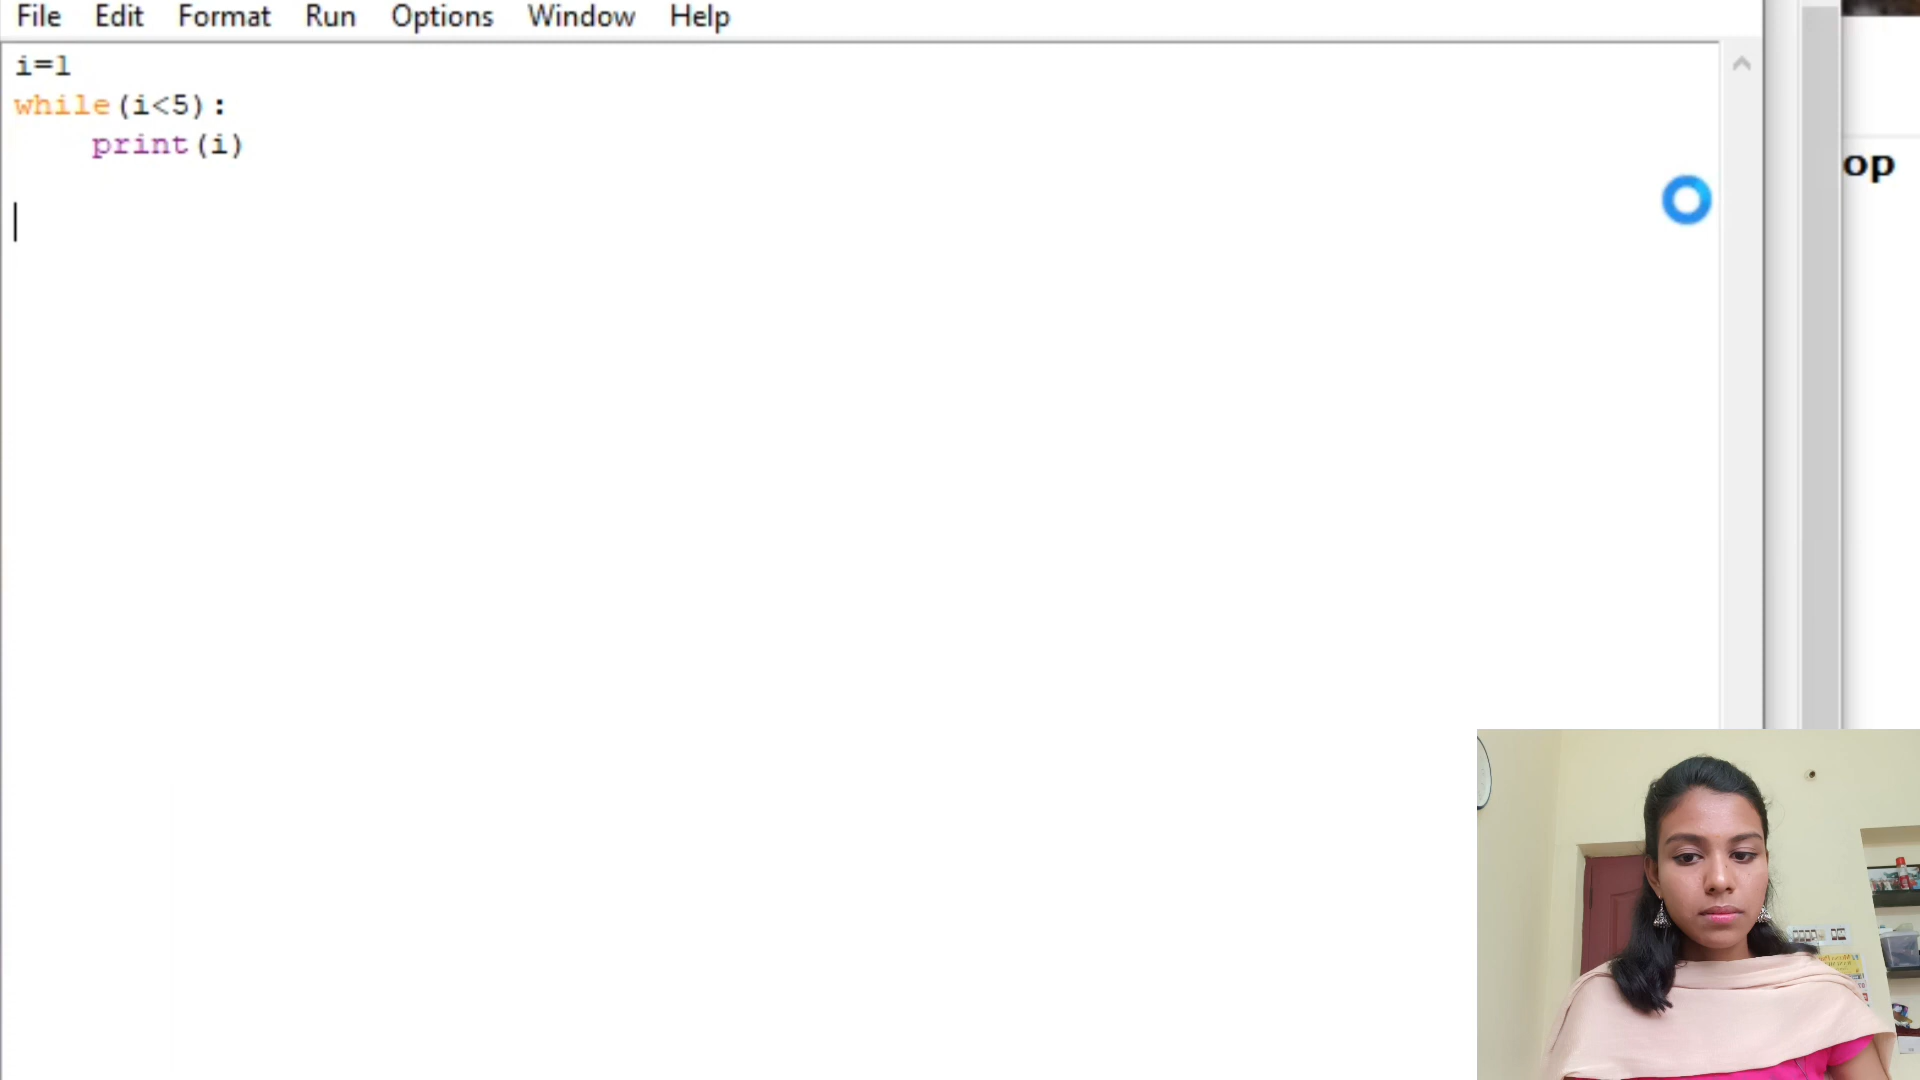 File Edit Format Run Options Window Help
i=1
while(i<5):
    print(i)
op